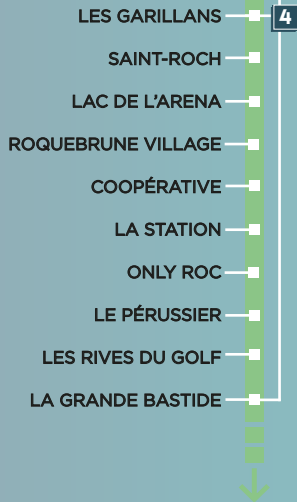 LES GARILLANS
4
SAINT-ROCH
LAC DE L'ARENA
ROQUEBRUNE VILLAGE
COOPÉRATIVE
LA STATION
ONLY ROC
LE PÉRUSSIER
LES RIVES DU GOLF
LA GRANDE BASTIDE